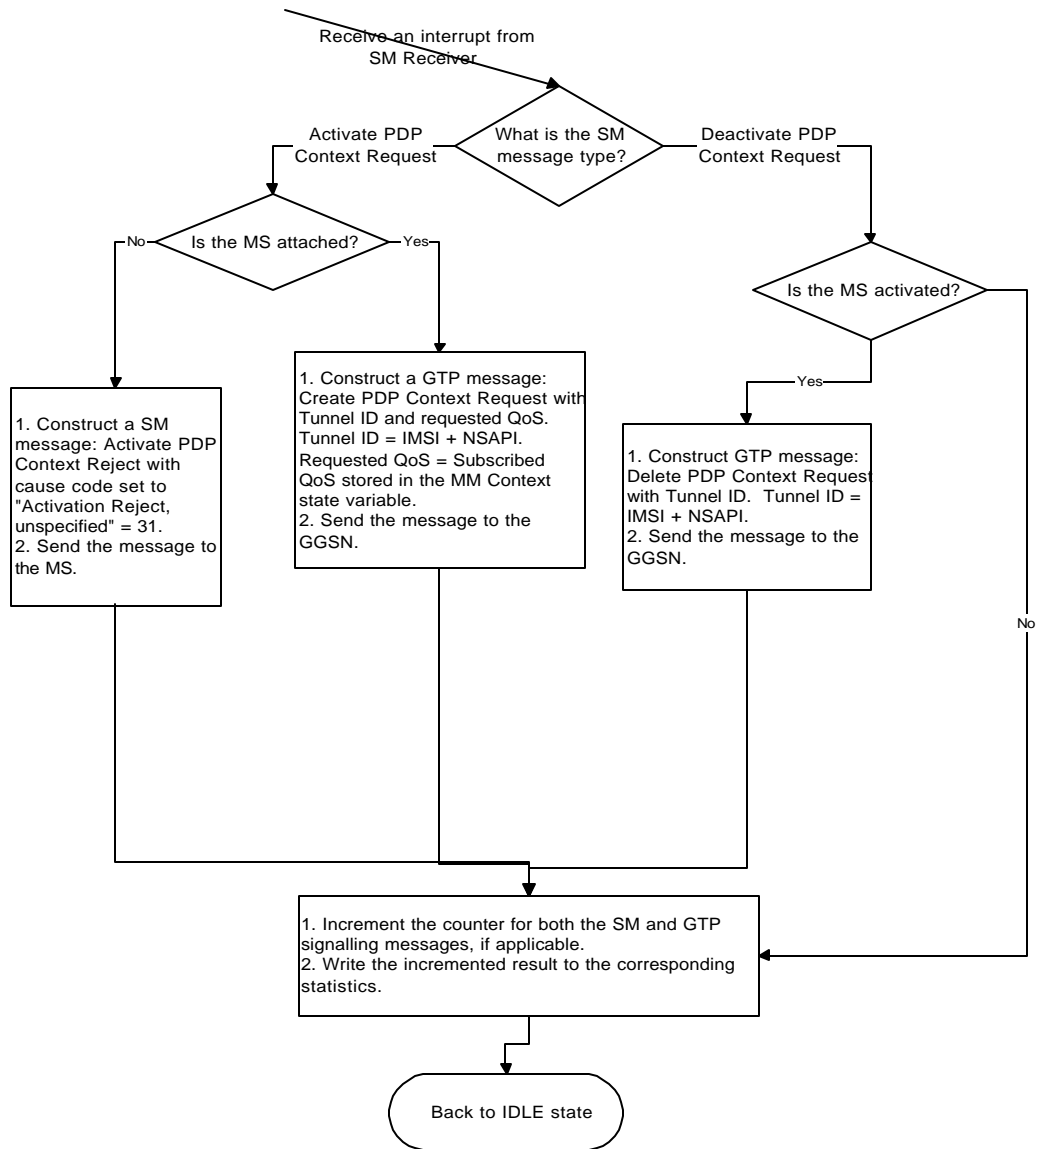 Receive an interrupt from
SM Receiver
Activate PDP
Context Request
What is the SM
message type?
Deactivate PDP
Context Request
No
Is the MS attached?
Yes
Is the MS activated?
1. Construct a SM
message: Activate PDP
Context Reject with
cause code set to
"Activation Reject,
unspecified" = 31.
2. Send the message to
the MS.
1. Construct a GTP message:
Create PDP Context Request with
Tunnel ID and requested QoS.
Tunnel ID = IMSI + NSAPI.
Requested QoS = Subscribed
QoS stored in the MM Context
state variable.
2. Send the message to the
GGSN.
Yes
1. Construct GTP message:
Delete PDP Context Request
with Tunnel ID.  Tunnel ID =
IMSI + NSAPI.
2. Send the message to the
GGSN.
No
1. Increment the counter for both the SM and GTP
signalling messages, if applicable.
2. Write the incremented result to the corresponding
statistics.
Back to IDLE state